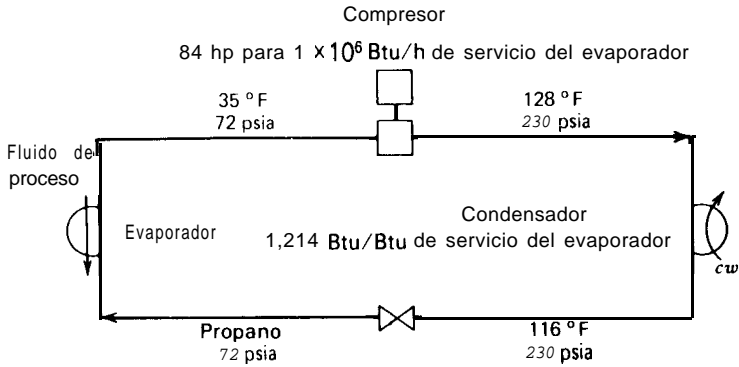 Compresor
84 hp para 1 × 10⁶ Btu/h de servicio del evaporador
35 °F
72 psia
128 °F
230 psia
Fluido de
proceso
Evaporador
Condensador
1,214 Btu/Btu de servicio del evaporador
cw
Propano
72 psia
116 °F
230 psia